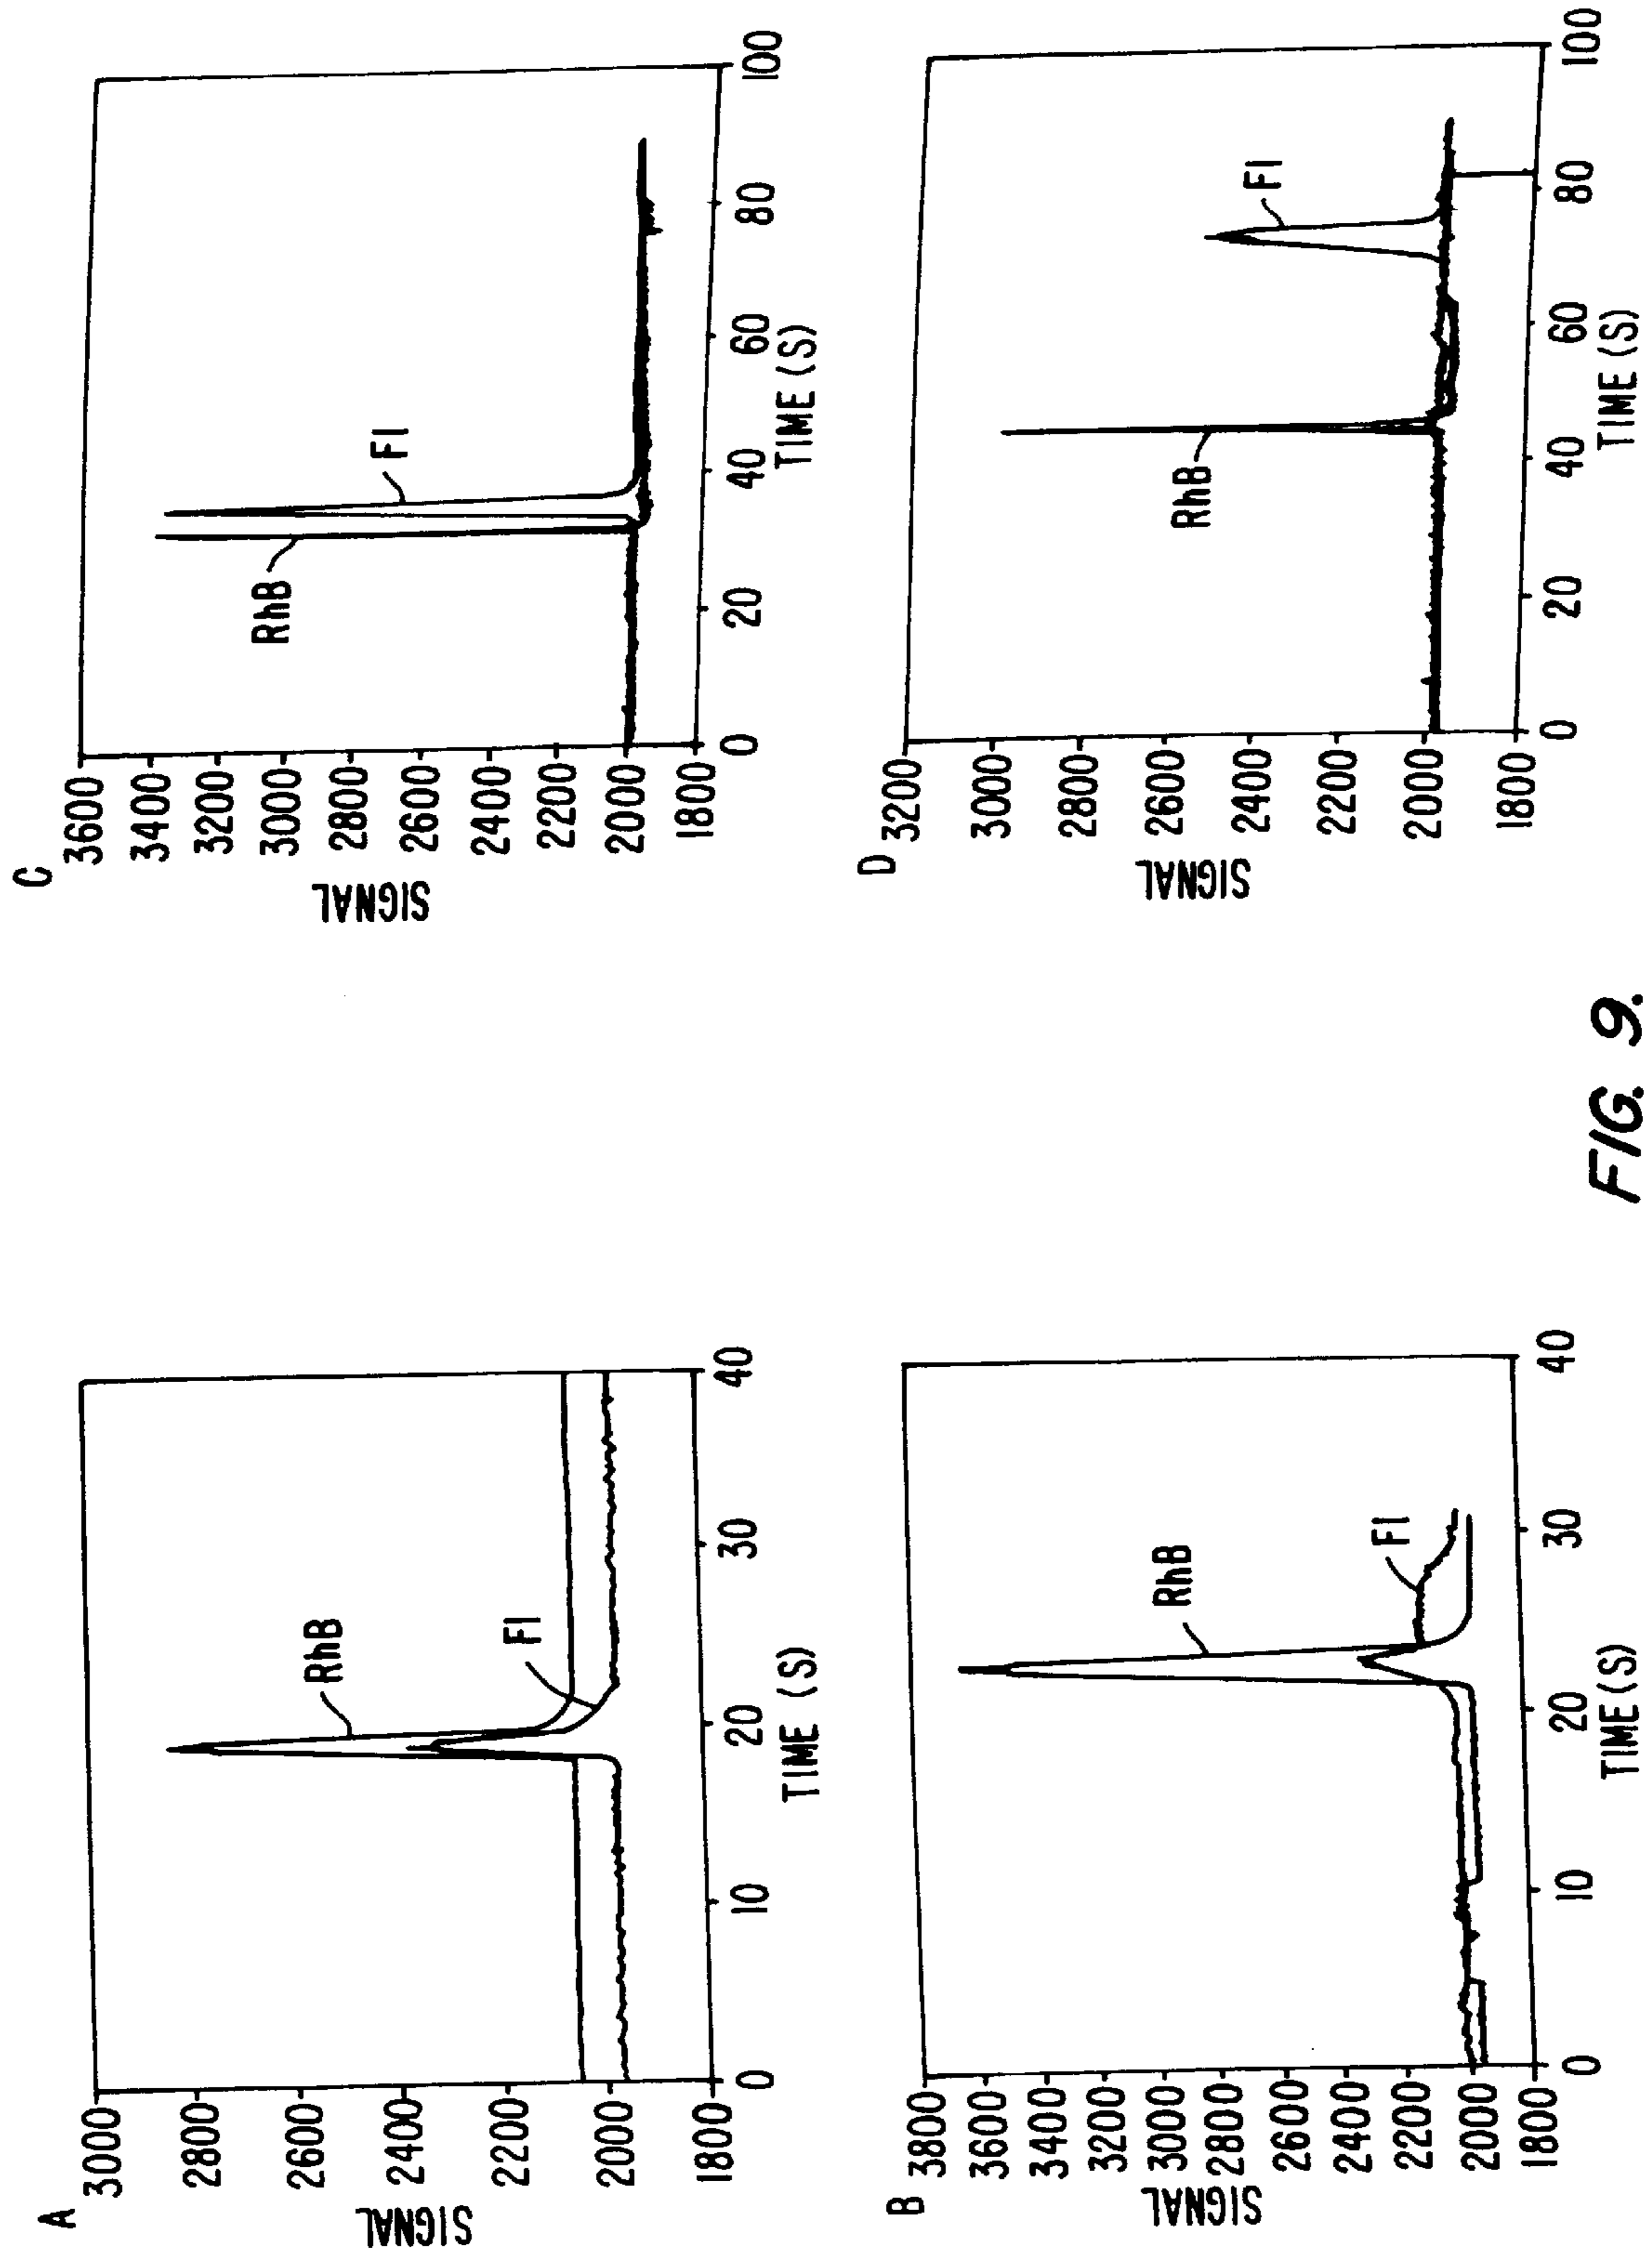 A
3000
2800
2600
2400
2200
2000
1800
SIGNAL
RhB
Fl
0 10 20 30 40
TIME (S)
B
3800
3600
3400
3200
3000
2800
2600
2400
2200
2000
1800
SIGNAL
RhB
Fl
0 10 20 30 40
TIME (S)
C
3600
3400
3200
3000
2800
2600
2400
2200
2000
1800
SIGNAL
RhB
Fl
0 20 40 60 80 100
TIME (S)
D
3200
3000
2800
2600
2400
2200
2000
1800
SIGNAL
RhB
Fl
0 20 40 60 80 100
TIME (S)
FIG. 9.